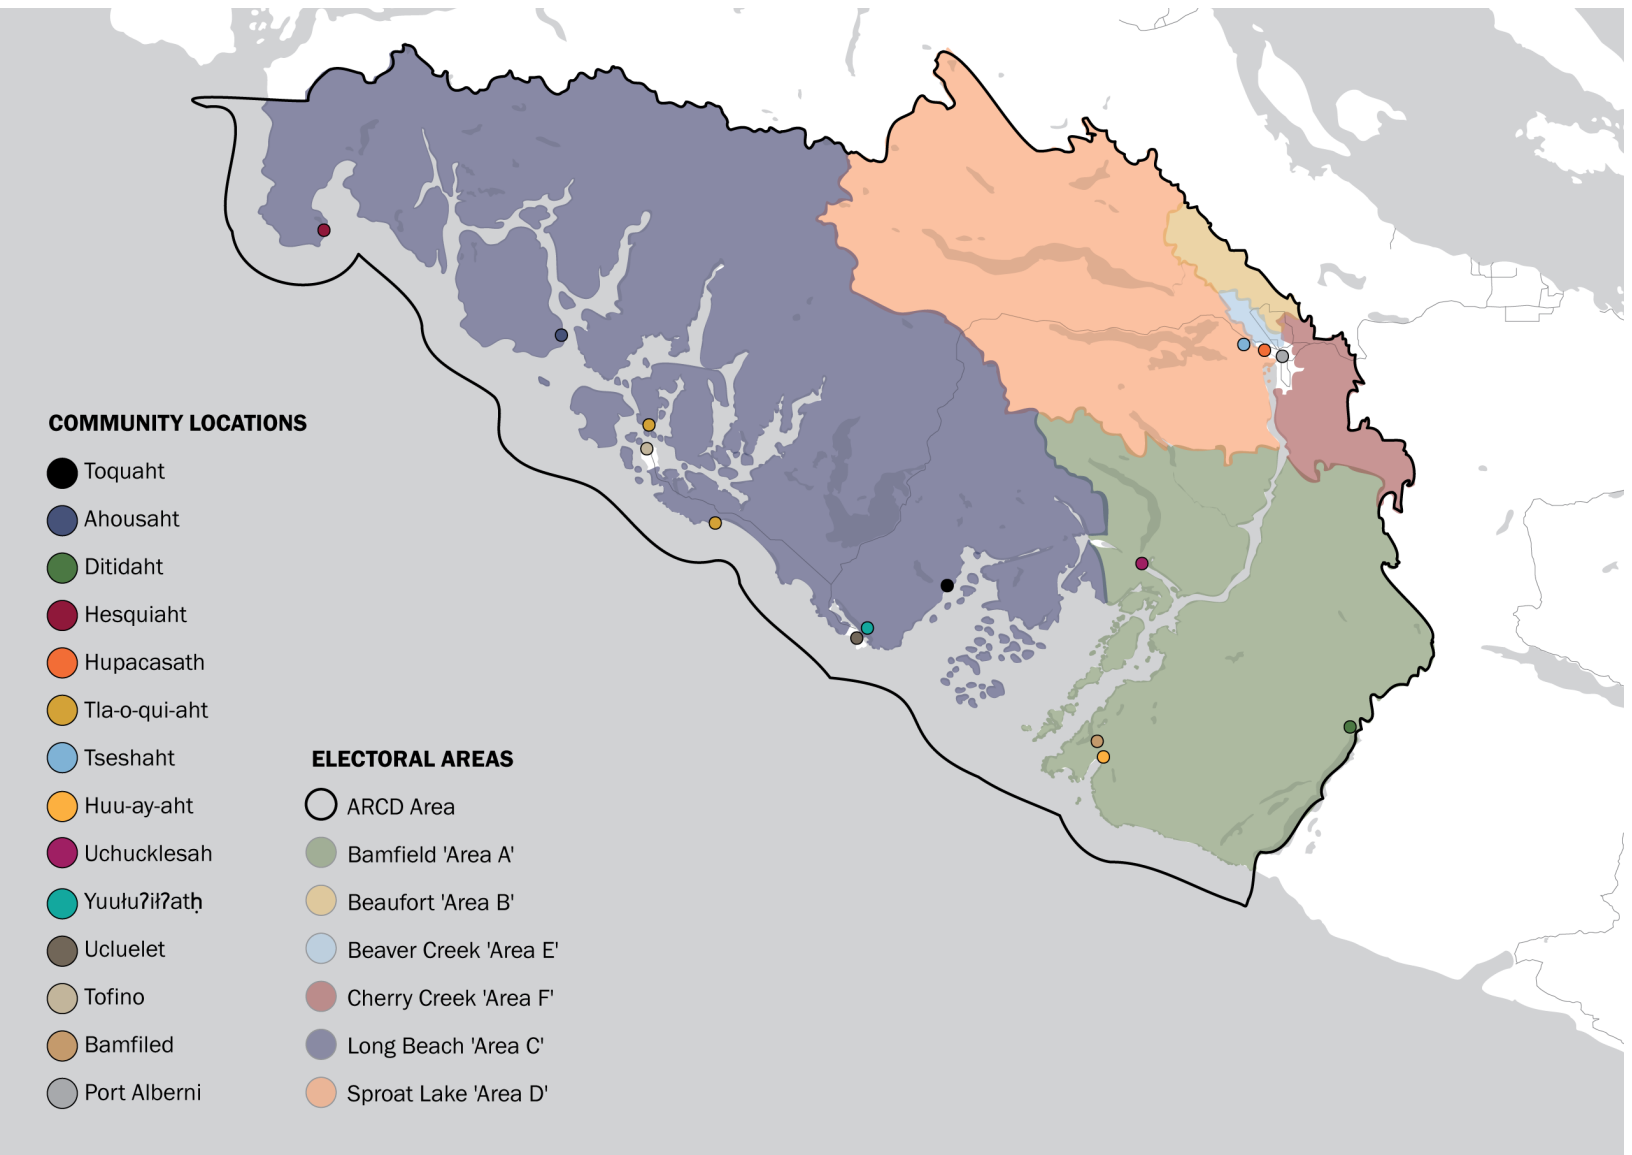 COMMUNITY LOCATIONS
Toquaht
Ahousaht
Ditidaht
Hesquiaht
Hupacasath
Tla-o-qui-aht
Tseshaht
Huu-ay-aht
Uchucklesah
Yuułuʔiłʔatḥ
Ucluelet
Tofino
Bamfiled
Port Alberni
ELECTORAL AREAS
ARCD Area
Bamfield 'Area A'
Beaufort 'Area B'
Beaver Creek 'Area E'
Cherry Creek 'Area F'
Long Beach 'Area C'
Sproat Lake 'Area D'